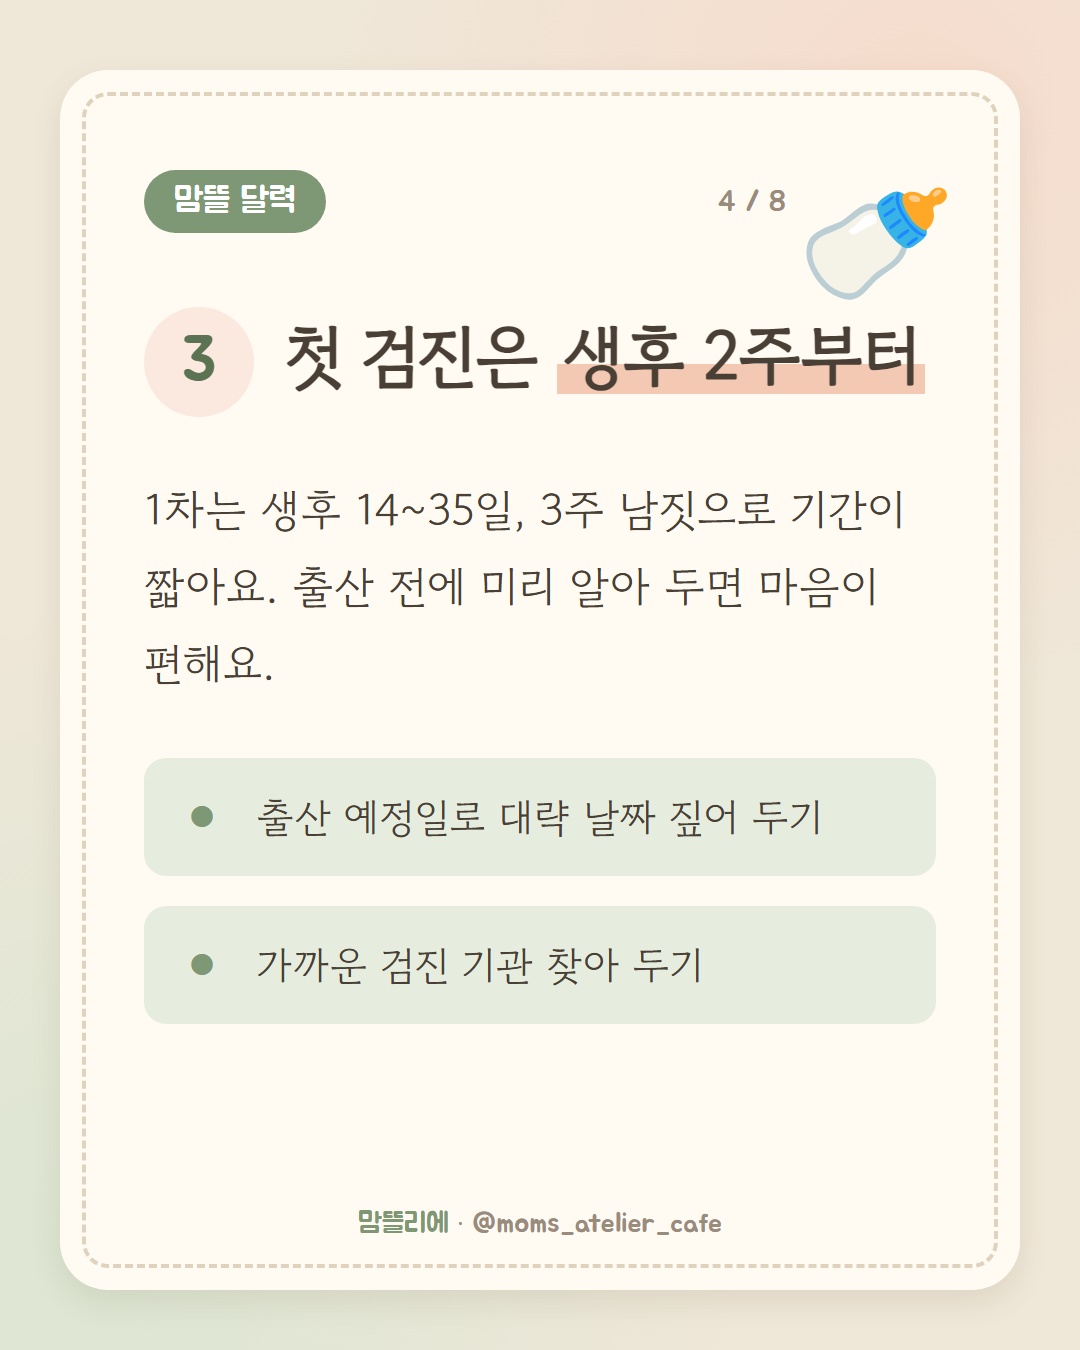 맘뜰 달력
4 / 8
3 첫 검진은 생후 2주부터
1차는 생후 14~35일, 3주 남짓으로 기간이
짧아요. 출산 전에 미리 알아 두면 마음이
편해요.
● 출산 예정일로 대략 날짜 짚어 두기
● 가까운 검진 기관 찾아 두기
맘뜰리에 · @moms_atelier_cafe